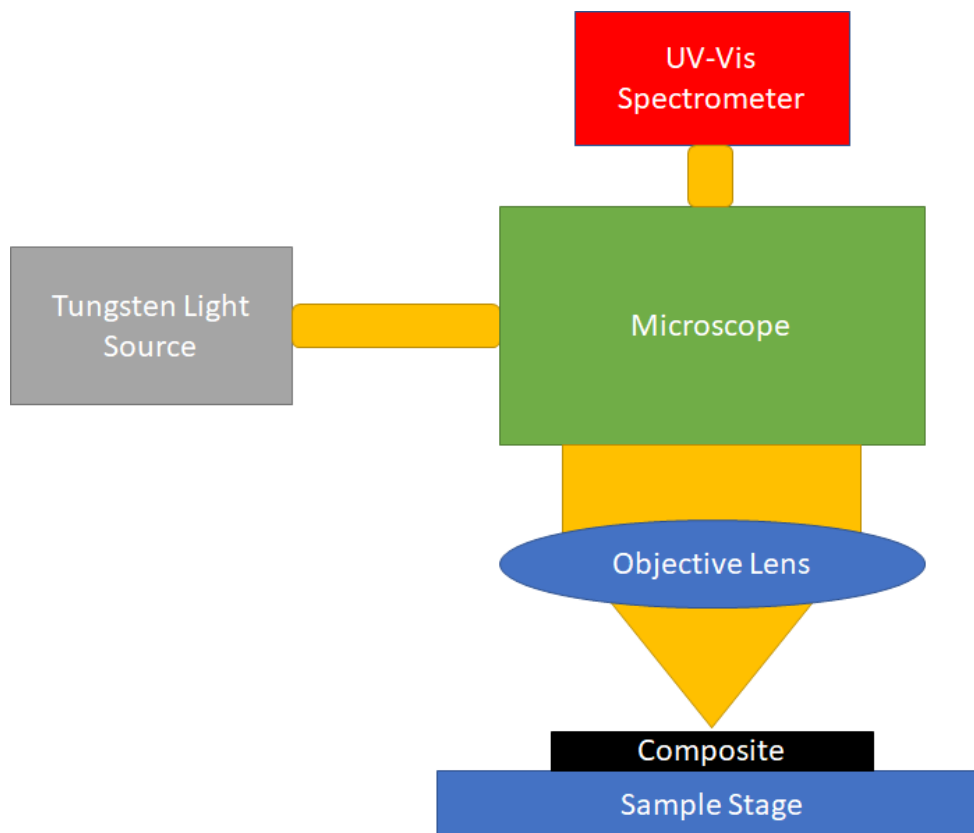 UV-Vis
Spectrometer
Tungsten Light
Source
Microscope
Objective Lens
Composite
Sample Stage